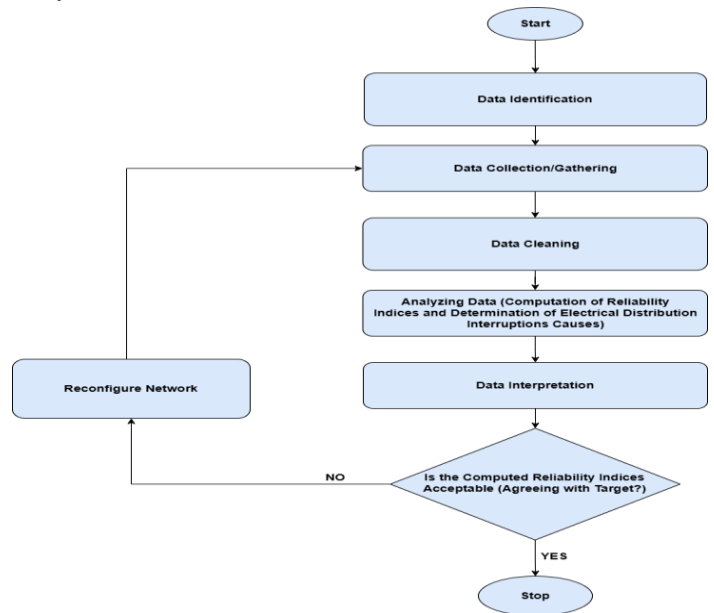 Start
Data Identification
Data Collection/Gathering
Data Cleaning
Analyzing Data (Computation of Reliability
Indices and Determination of Electrical Distribution
Interruptions Causes)
Reconfigure Network
Data Interpretation
NO
Is the Computed Reliability Indices
Acceptable (Agreeing with Target?)
YES
Stop